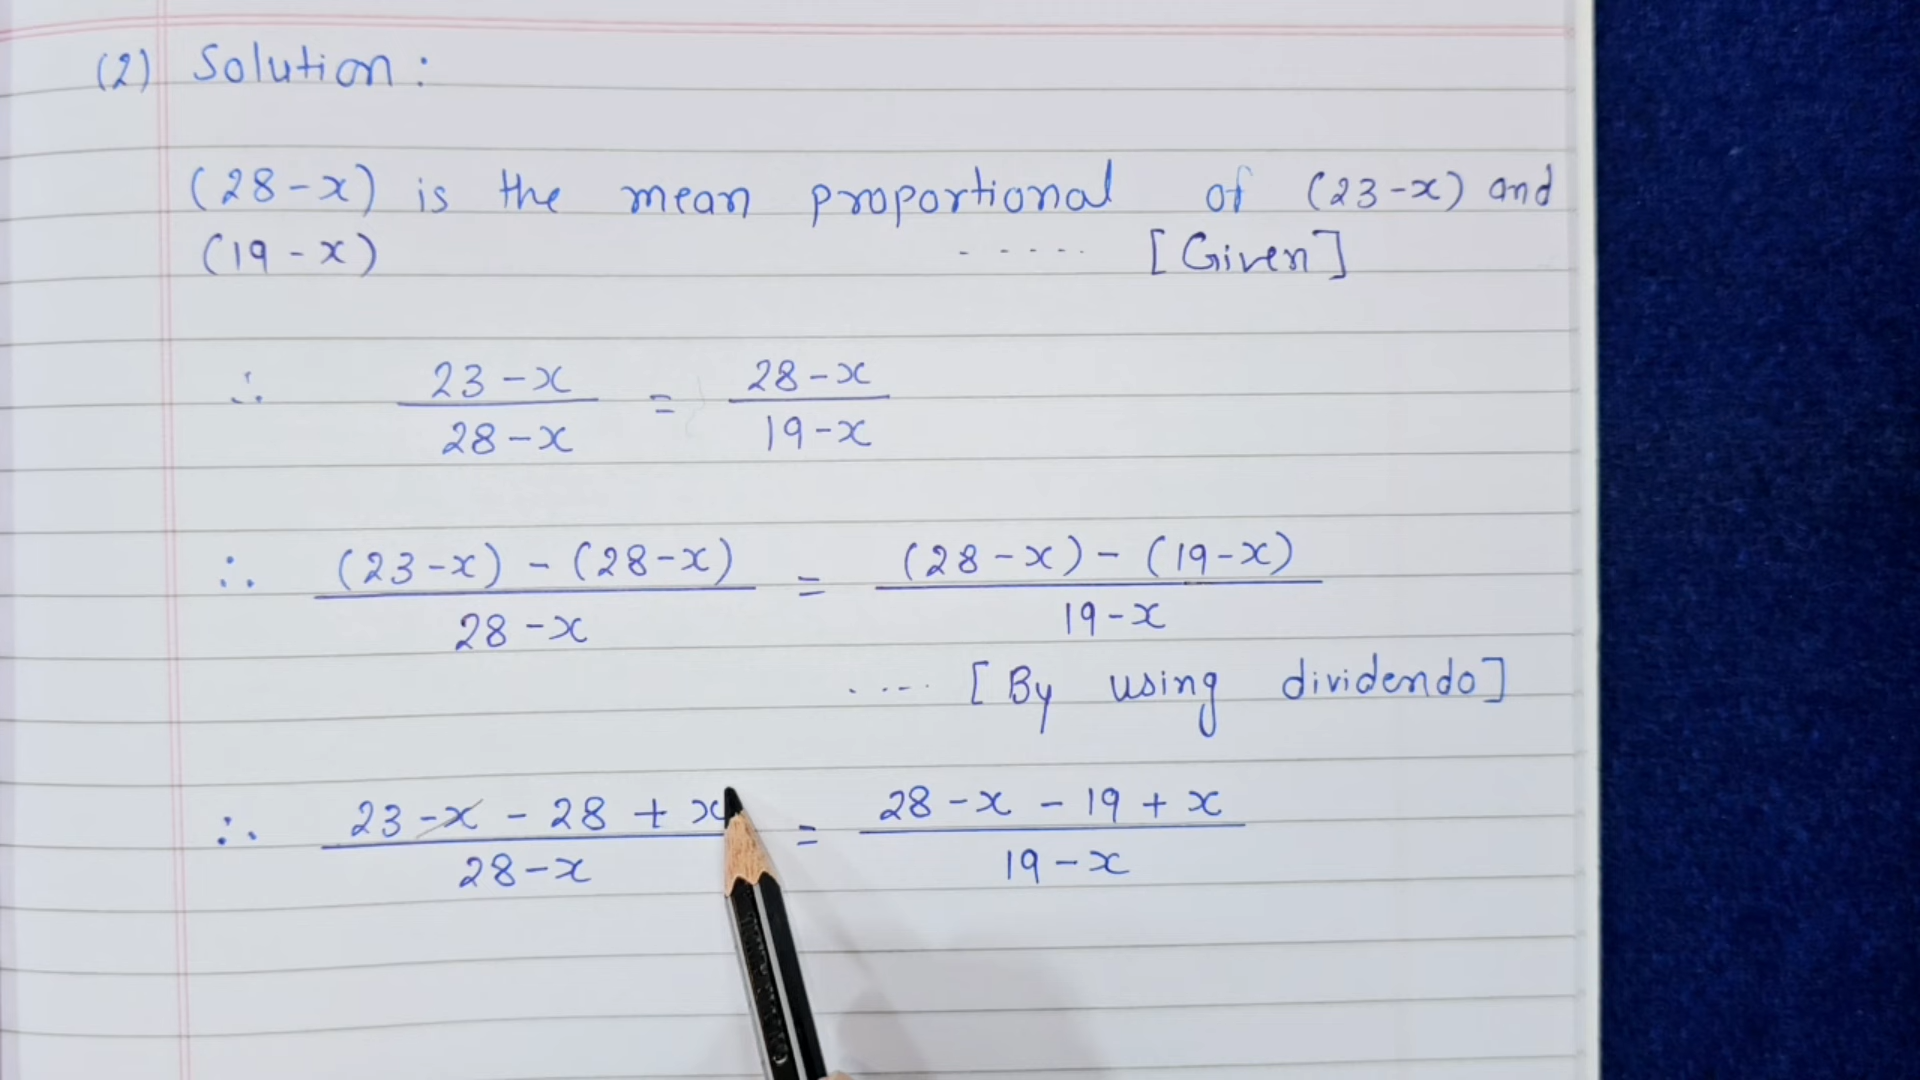 (2) Solution :
(28-x) is the mean proportional of (23-x) and
(19-x) ..... [Given]
∴ 23-x / 28-x = 28-x / 19-x
∴ (23-x) - (28-x) / 28-x = (28-x) - (19-x) / 19-x
.... [By using dividendo]
∴ 23-x - 28 + x / 28-x = 28-x - 19 + x / 19-x